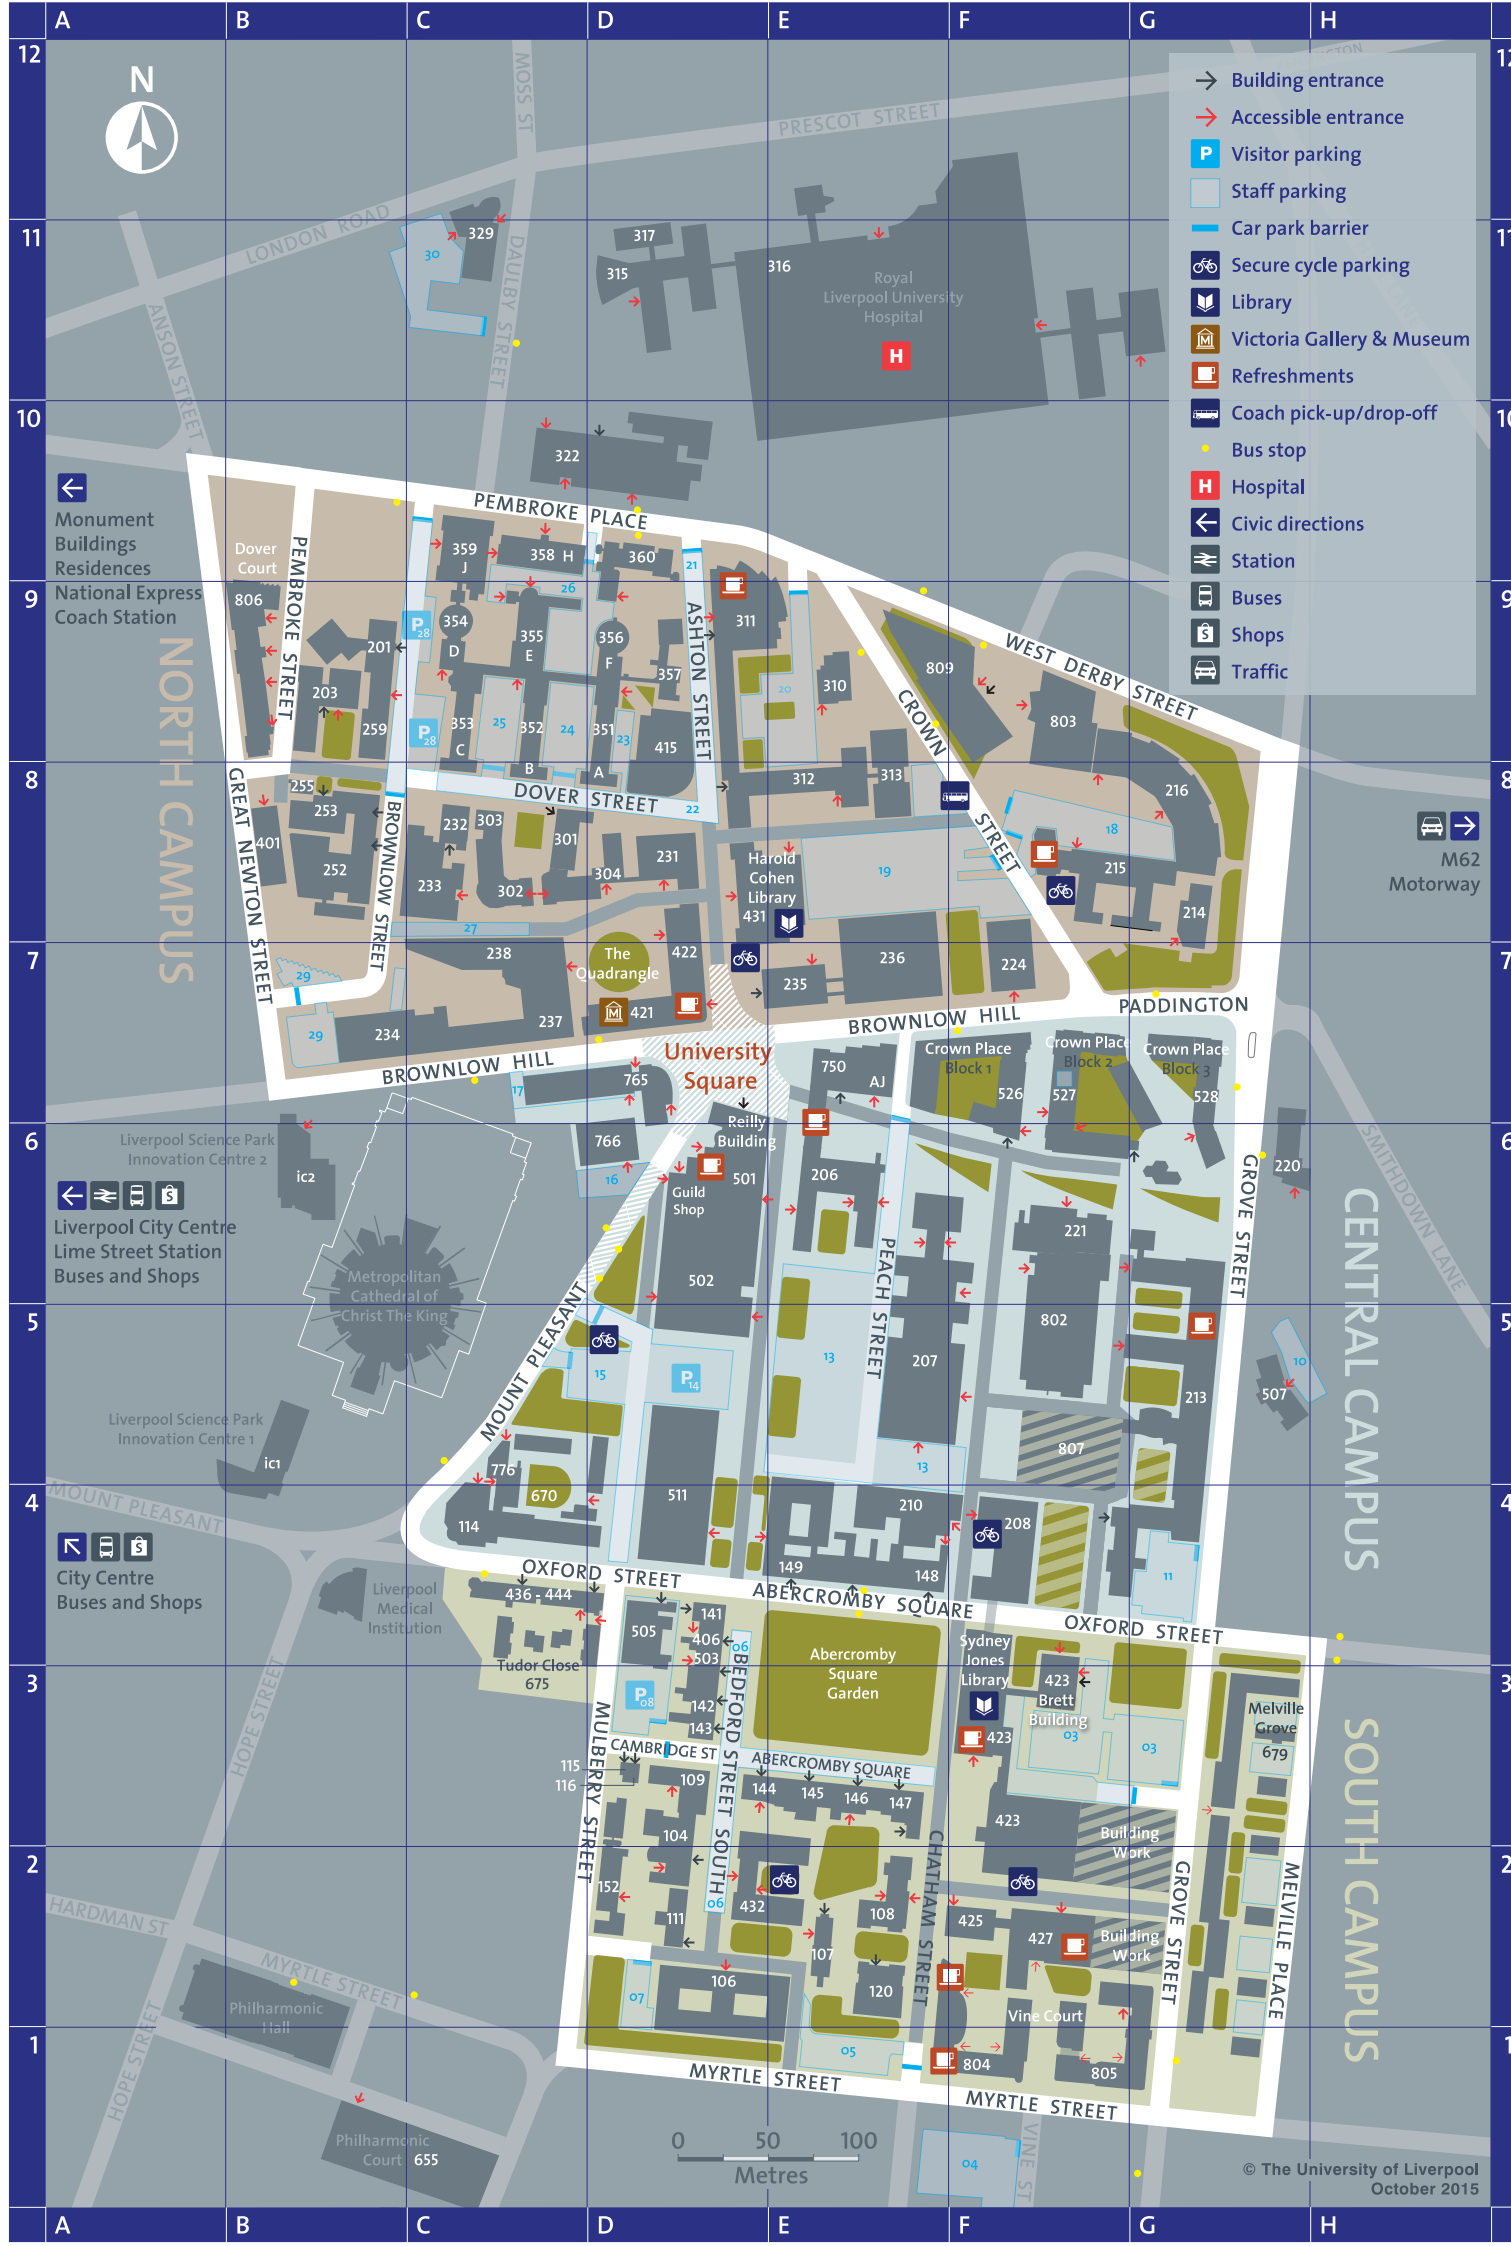 A B C D E F G H
12
N
MOSS ST
PRESCOT STREET
Building entrance
Accessible entrance
P Visitor parking
Staff parking
Car park barrier
Secure cycle parking
Library
M Victoria Gallery & Museum
Refreshments
Coach pick-up/drop-off
Bus stop
H Hospital
Civic directions
Station
Buses
S Shops
Traffic
11
LONDON ROAD
30
329
DAULBY STREET
317
315
316
Royal
Liverpool University
Hospital
H
ANSON STREET
10
322
PEMBROKE PLACE
Monument
Buildings
Residences
National Express
Coach Station
Dover
Court
PEMBROKE STREET
359
J
358 H
360
21
26
9
806
P28
354
D
355
E
356
F
357
ASHTON STREET
311
310
20
809
WEST DERBY STREET
CROWN
STREET
803
NORTH CAMPUS
201
203
259
P28
353
C
25
352
B
24
351
A
23
415
8
GREAT NEWTON STREET
255
253
252
401
BROWNLOW STREET
DOVER STREET
22
312
313
216
18
232
303
301
233
302
304
231
Harold
Cohen
Library
431
19
215
214
M62
Motorway
27
7
29
29
238
234
237
The
Quadrangle
422
M 421
235
236
224
PADDINGTON
BROWNLOW HILL
BROWNLOW HILL
University
Square
17
765
750
AJ
Crown Place
Block 1
Crown Place
Block 2
Crown Place
Block 3
526
527
528
6
Liverpool Science Park
Innovation Centre 2
ic2
766
16
Reilly
Building
501
Guild
Shop
206
221
220
GROVE STREET
SMITHDOWN LANE
CENTRAL CAMPUS
S
Liverpool City Centre
Lime Street Station
Buses and Shops
Metropolitan
Cathedral of
Christ The King
502
PEACH STREET
5
MOUNT PLEASANT
15
P14
13
207
802
213
10
507
Liverpool Science Park
Innovation Centre 1
ic1
776
670
807
13
4
MOUNT PLEASANT
114
511
210
208
149
148
11
S
City Centre
Buses and Shops
OXFORD STREET
ABERCROMBY SQUARE
OXFORD STREET
Liverpool
Medical
Institution
436 - 444
505
141
406
503
06
Abercromby
Square
Garden
Sydney
Jones
Library
3
Tudor Close
675
P08
142
143
BEDFORD STREET SOUTH
423
423
Brett
Building
03
03
Melville
Grove
679
HOPE STREET
MULBERRY STREET
CAMBRIDGE ST
ABERCROMBY SQUARE
115
116
109
144
145
146
147
423
Building
Work
SOUTH CAMPUS
2
104
152
111
06
432
108
CHATHAM STREET
425
427
Building
Work
GROVE STREET
MELVILLE PLACE
HARDMAN ST
MYRTLE STREET
107
106
07
120
Philharmonic
Hall
Vine Court
1
HOPE STREET
05
804
805
MYRTLE STREET
MYRTLE STREET
Philharmonic
Court 655
0 50 100
Metres
04
VINE ST
© The University of Liverpool
October 2015
A B C D E F G H